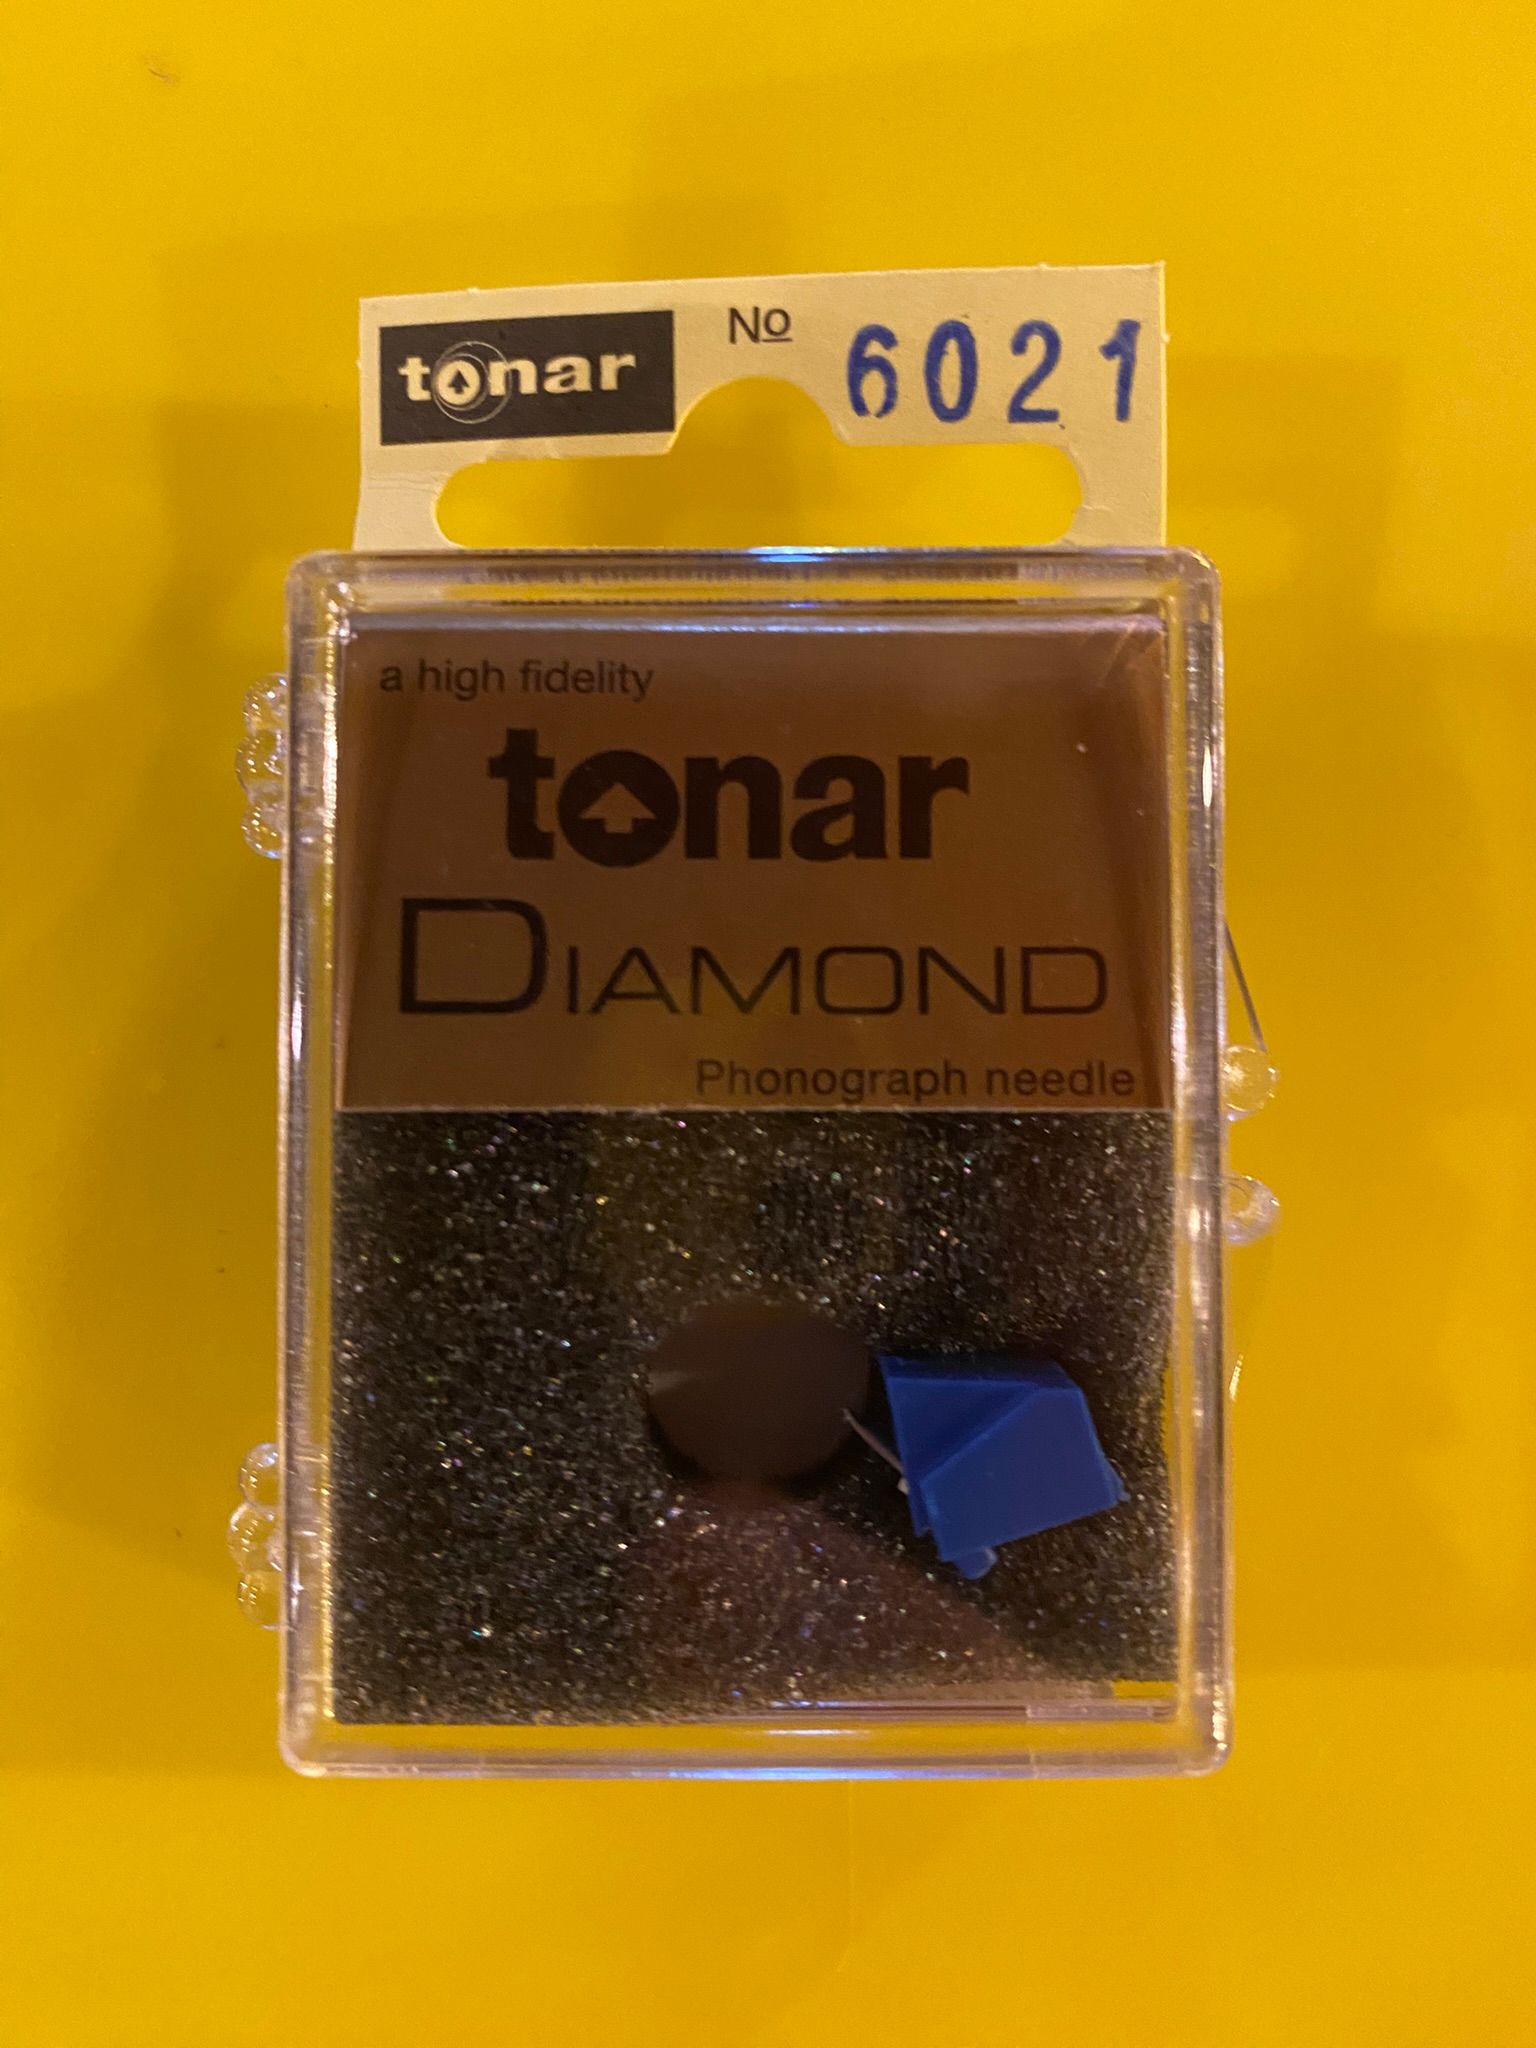 tonar
No 6021
a high fidelity
tonar
DIAMOND
Phonograph needle